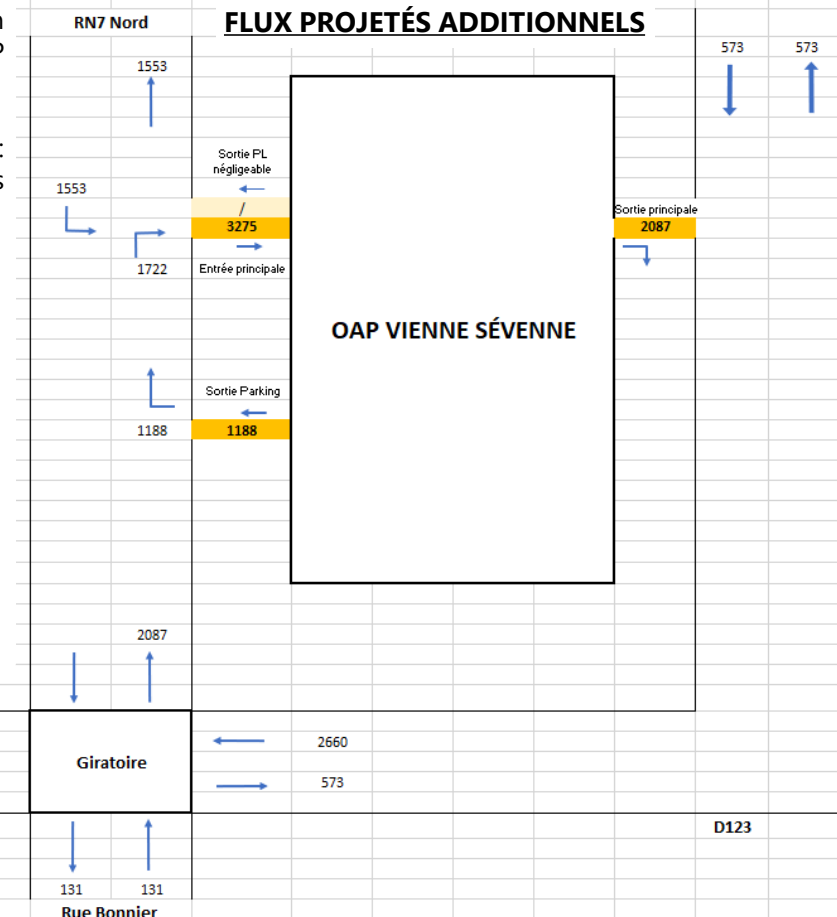 FLUX PROJETÉS ADDITIONNELS
RN7 Nord
573
573
1553
Sortie PL
négligeable
1553
/
3275
Sortie principale
2087
1722
Entrée principale
OAP VIENNE SÉVENNE
Sortie Parking
1188
1188
2087
2660
Giratoire
573
D123
131
131
Rue Bonnier